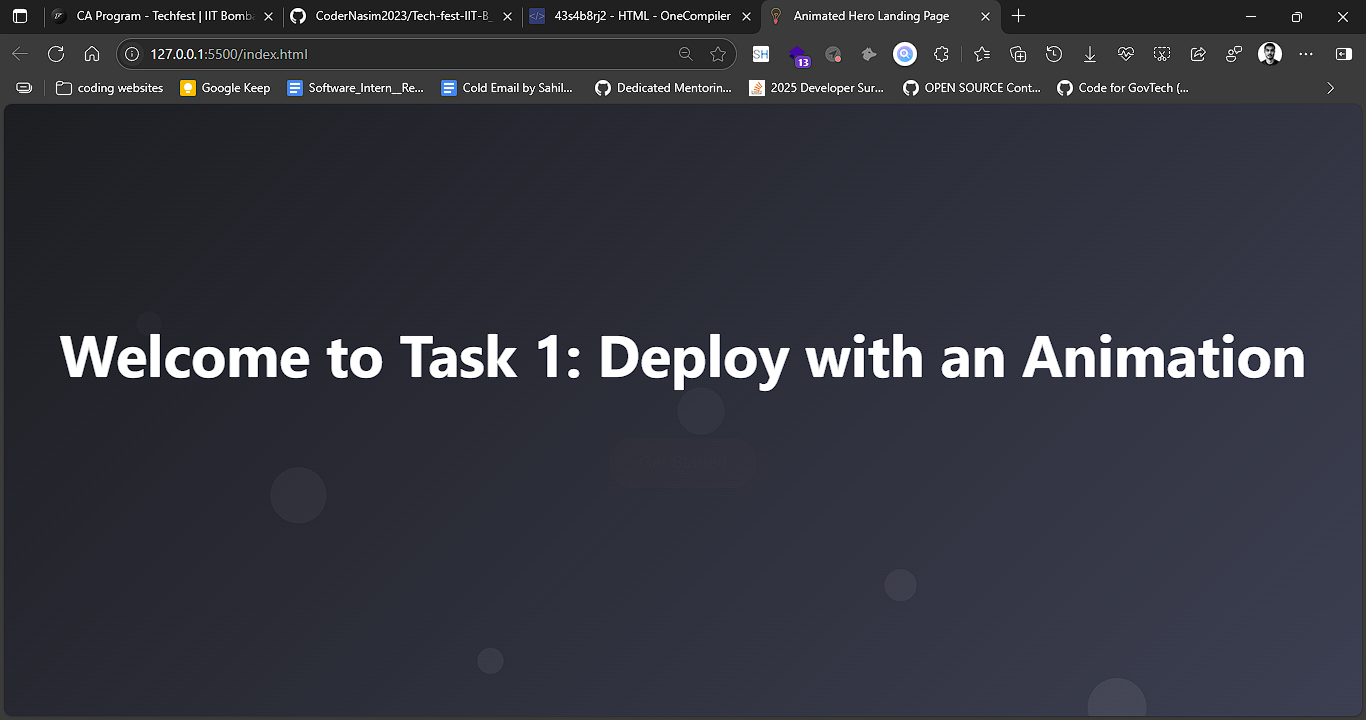 CA Program - Techfest | IIT Bomba
CoderNasim2023/Tech-fest-IIT-B_
43s4b8rj2 - HTML - OneCompiler
Animated Hero Landing Page
127.0.0.1:5500/index.html
SH
13
coding websites
Google Keep
Software_Intern__Re...
Cold Email by Sahil...
Dedicated Mentorin...
2025 Developer Sur...
OPEN SOURCE Cont...
Code for GovTech (...
Welcome to Task 1: Deploy with an Animation